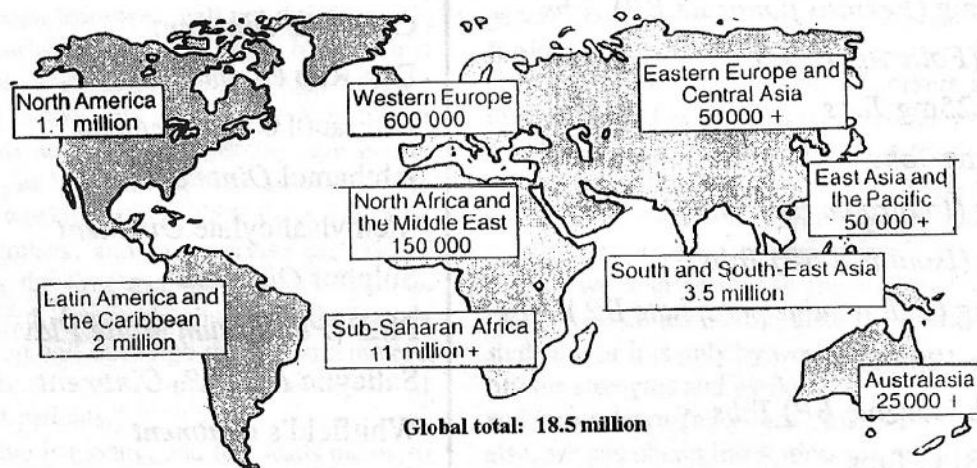 North America
1.1 million
Western Europe
600 000
Eastern Europe and
Central Asia
50000 +
North Africa and
the Middle East
150 000
East Asia and
the Pacific
50 000 +
South and South-East Asia
3.5 million
Latin America and
the Caribbean
2 million
Sub-Saharan Africa
11 million+
Australasia
25000 +
Global total: 18.5 million